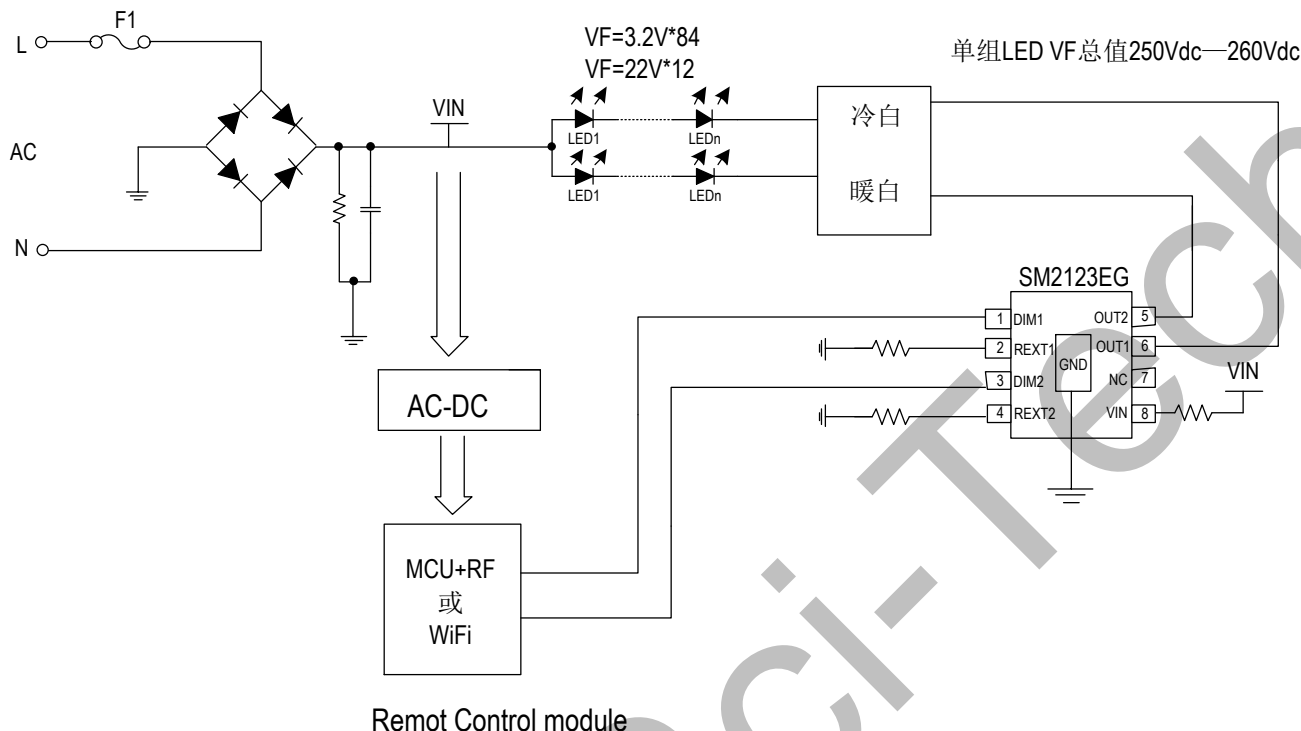 F1
L
AC
N
VIN
VF=3.2V*84
VF=22V*12
LED1
LEDn
LED1
LEDn
单组LED VF总值250Vdc—260Vdc
冷白
暖白
SM2123EG
1 DIM1
2 REXT1
3 DIM2
4 REXT2
GND
OUT2 5
OUT1 6
NC 7
VIN 8
VIN
AC-DC
MCU+RF
或
WiFi
Remot Control module
ci-Tech